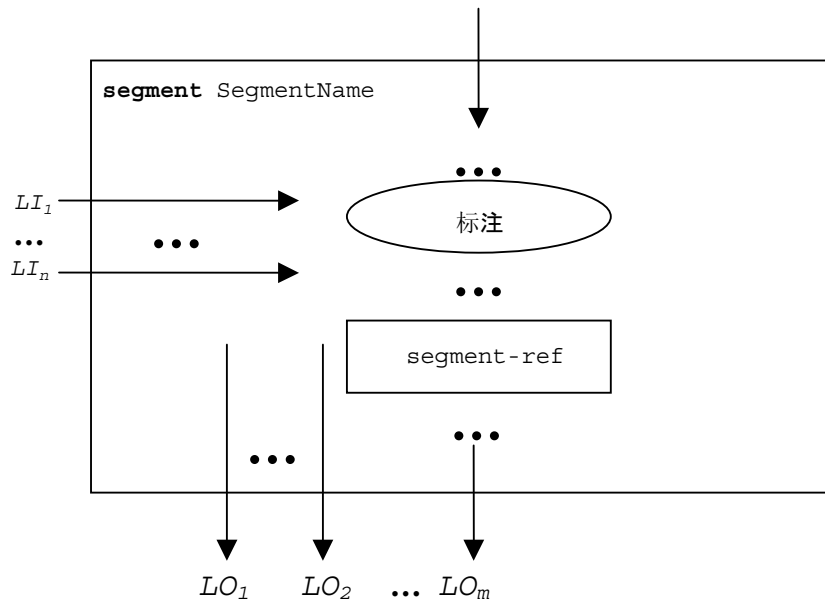 segment SegmentName
•••
LI1
标注
... •••
LIn
•••
segment-ref
•••
•••
LO1 LO2 ... LOm